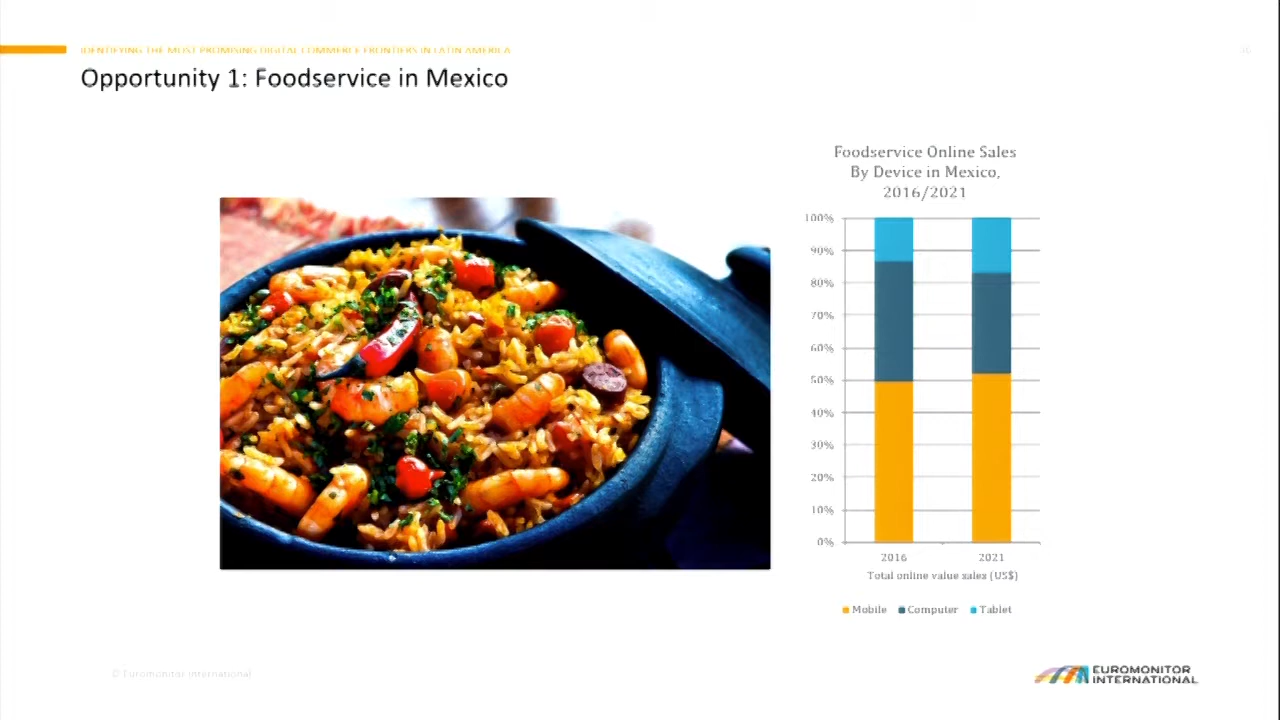 IDENTIFYING THE MOST PROMISING DIGITAL COMMERCE FRONTIERS IN LATIN AMERICA
Opportunity 1: Foodservice in Mexico
Foodservice Online Sales
By Device in Mexico,
2016/2021
100%
90%
80%
70%
60%
50%
40%
30%
20%
10%
0%
2016 2021
Total online value sales (US$)
Mobile Computer Tablet
© Euromonitor International
EUROMONITOR
INTERNATIONAL